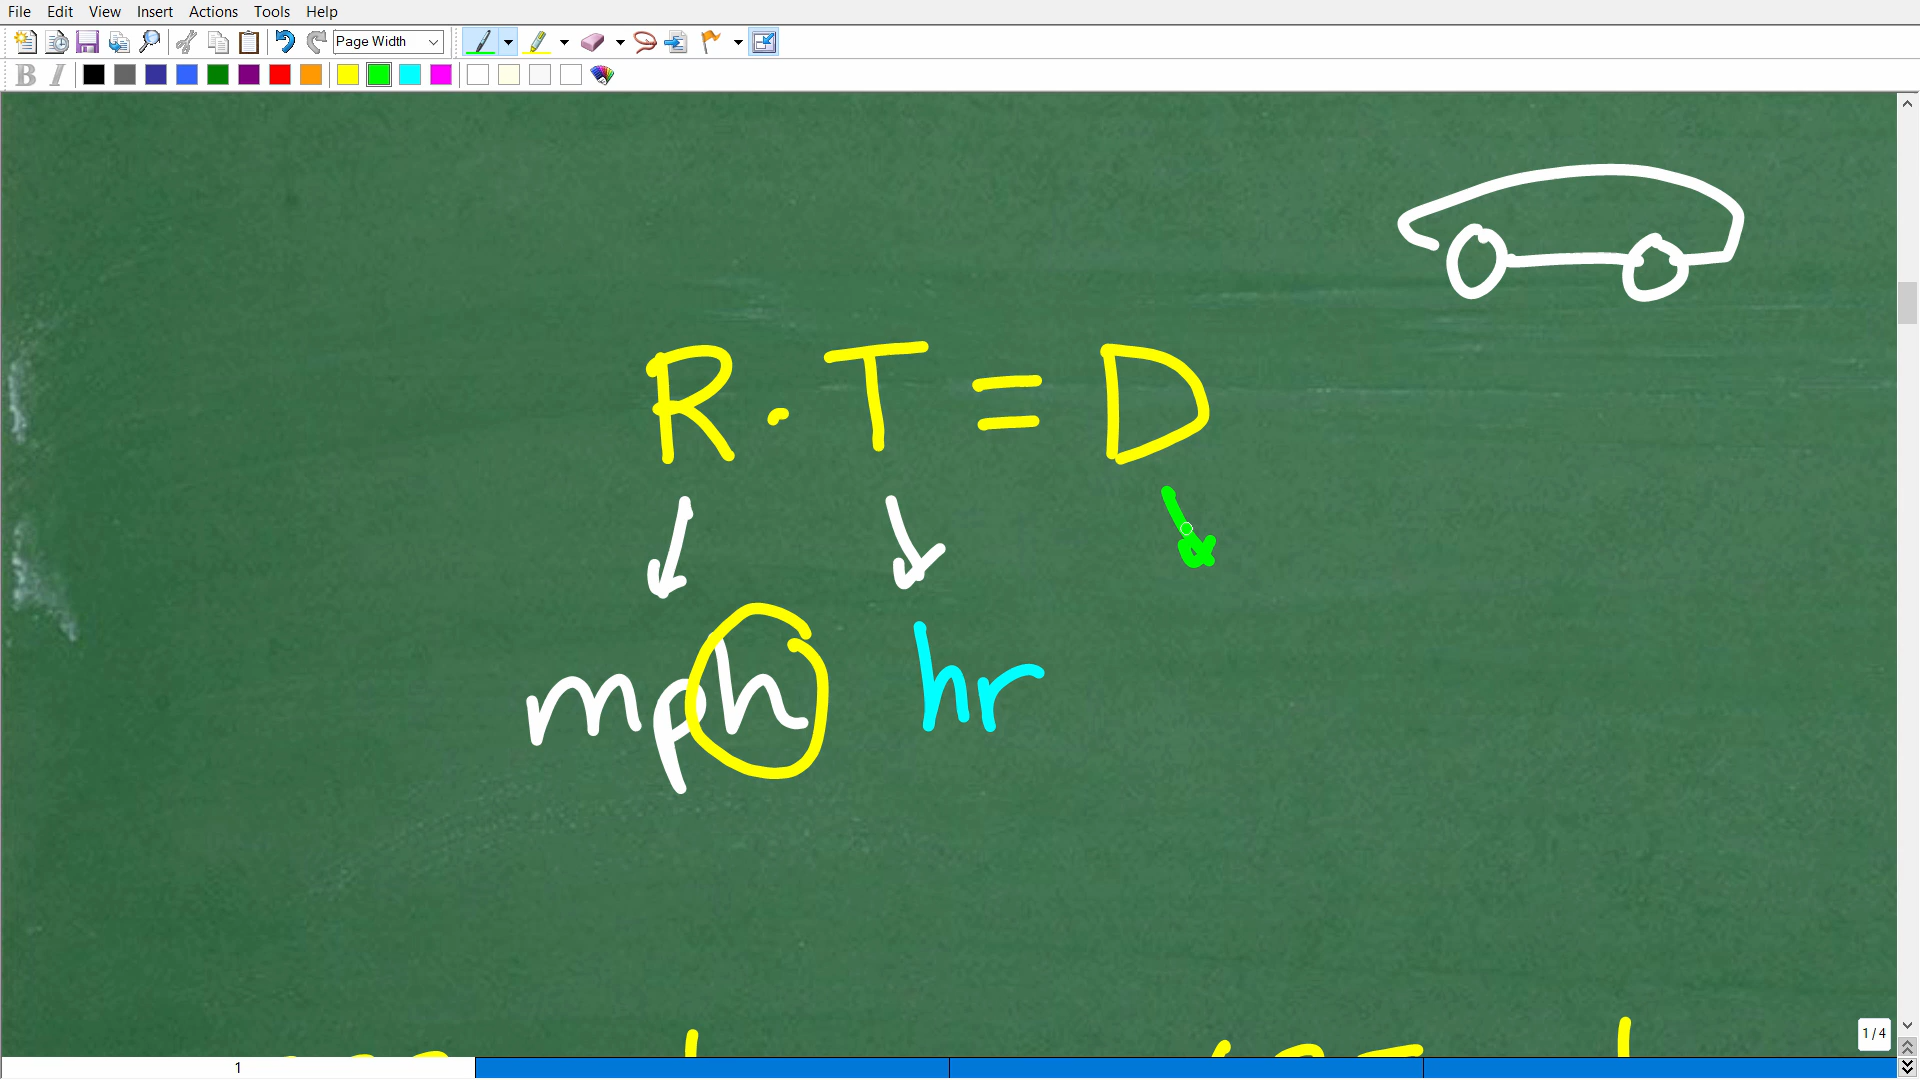 File Edit View Insert Actions Tools Help
Page Width
B I
R · T = D
mph hr
1 / 4
1